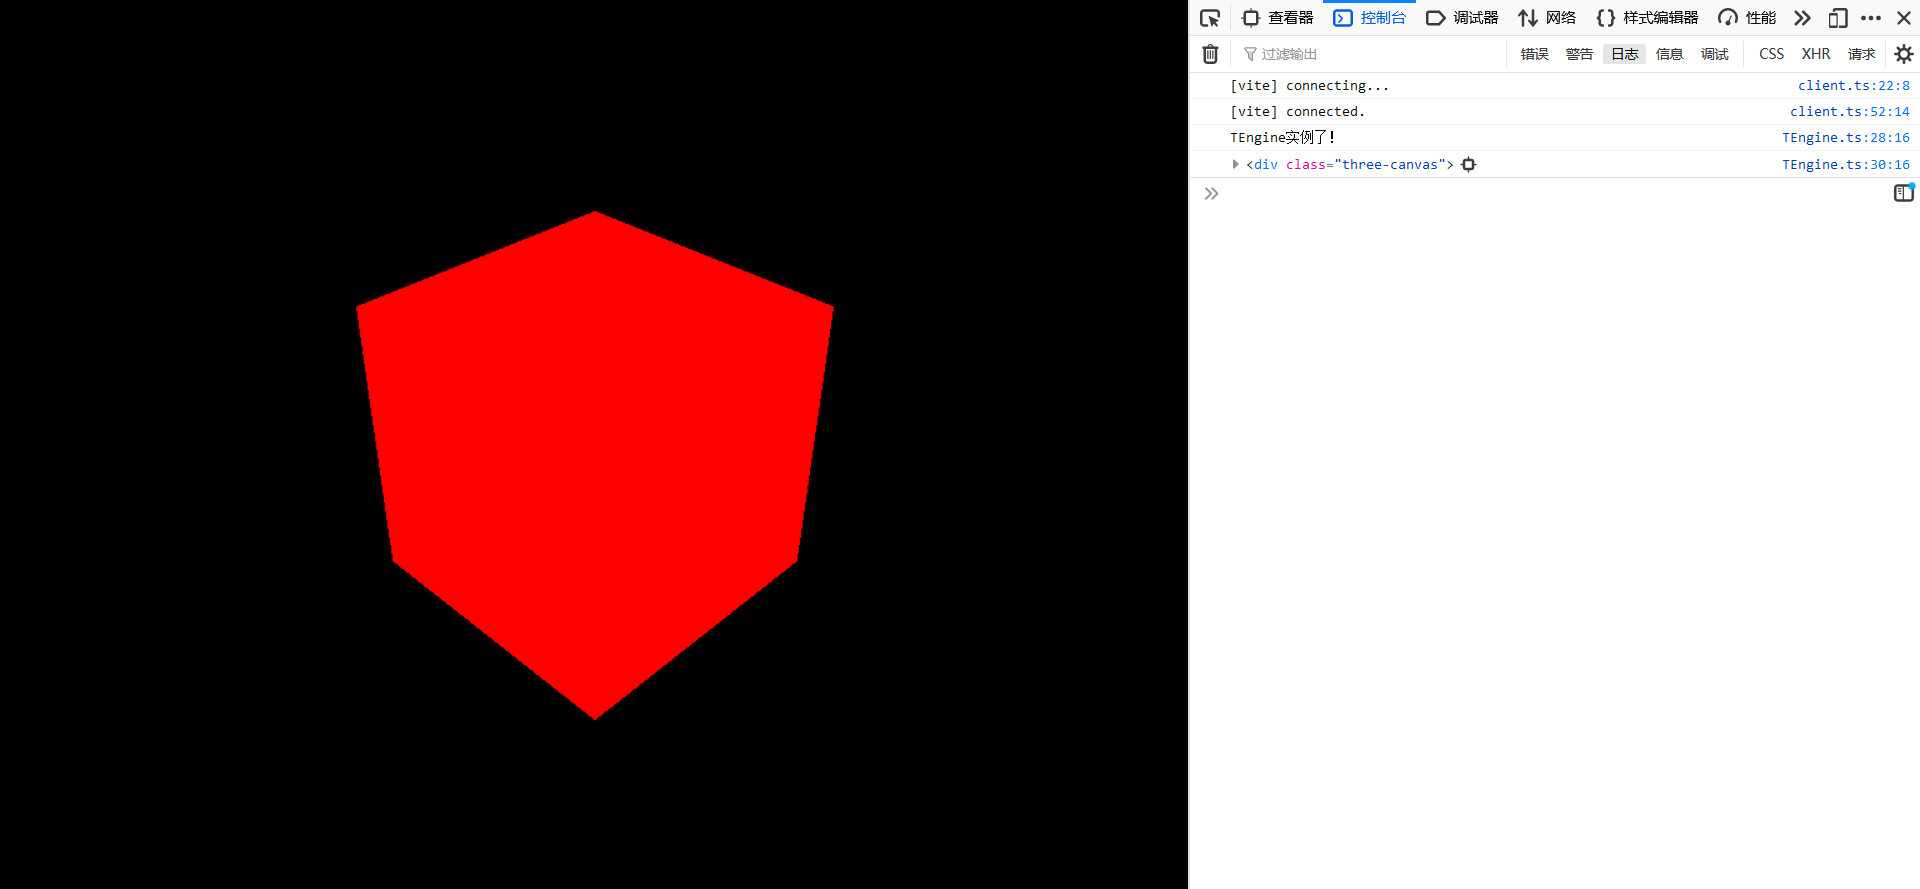 查看器 控制台 调试器 网络 样式编辑器 性能
过滤输出 错误 警告 日志 信息 调试 CSS XHR 请求
[vite] connecting... client.ts:22:8
[vite] connected. client.ts:52:14
TEngine实例了! TEngine.ts:28:16
<div class="three-canvas"> TEngine.ts:30:16